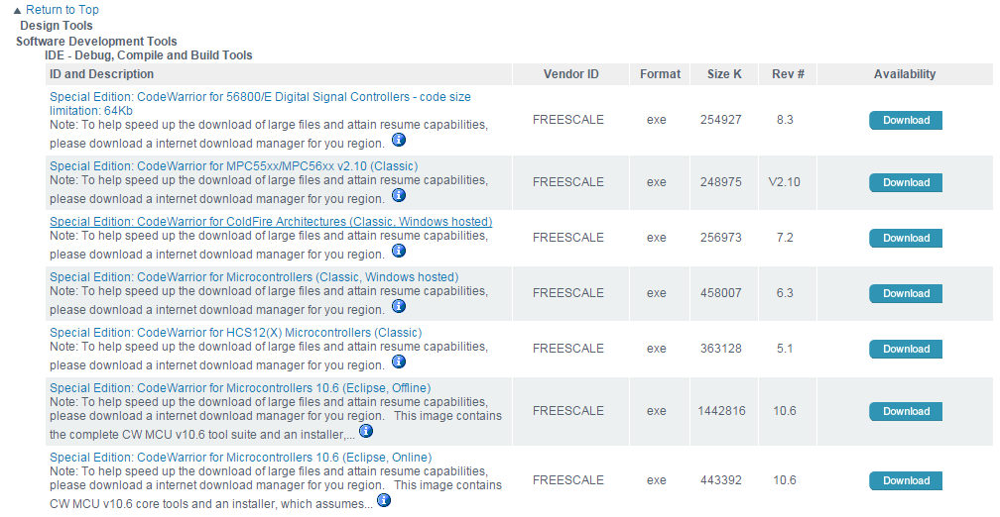 ▲ Return to Top
Design Tools
Software Development Tools
IDE - Debug, Compile and Build Tools
ID and Description Vendor ID Format Size K Rev # Availability
Special Edition: CodeWarrior for 56800/E Digital Signal Controllers - code size
limitation: 64Kb
Note: To help speed up the download of large files and attain resume capabilities,
please download a internet download manager for you region.
FREESCALE exe 254927 8.3 Download
Special Edition: CodeWarrior for MPC55xx/MPC56xx v2.10 (Classic)
Note: To help speed up the download of large files and attain resume capabilities,
please download a internet download manager for you region.
FREESCALE exe 248975 V2.10 Download
Special Edition: CodeWarrior for ColdFire Architectures (Classic, Windows hosted)
Note: To help speed up the download of large files and attain resume capabilities,
please download a internet download manager for you region.
FREESCALE exe 256973 7.2 Download
Special Edition: CodeWarrior for Microcontrollers (Classic, Windows hosted)
Note: To help speed up the download of large files and attain resume capabilities,
please download a internet download manager for you region.
FREESCALE exe 458007 6.3 Download
Special Edition: CodeWarrior for HCS12(X) Microcontrollers (Classic)
Note: To help speed up the download of large files and attain resume capabilities,
please download a internet download manager for you region.
FREESCALE exe 363128 5.1 Download
Special Edition: CodeWarrior for Microcontrollers 10.6 (Eclipse, Offline)
Note: To help speed up the download of large files and attain resume capabilities,
please download a internet download manager for you region. This image contains
the complete CW MCU v10.6 tool suite and an installer,...
FREESCALE exe 1442816 10.6 Download
Special Edition: CodeWarrior for Microcontrollers 10.6 (Eclipse, Online)
Note: To help speed up the download of large files and attain resume capabilities,
please download a internet download manager for you region. This image contains
CW MCU v10.6 core tools and an installer, which assumes...
FREESCALE exe 443392 10.6 Download